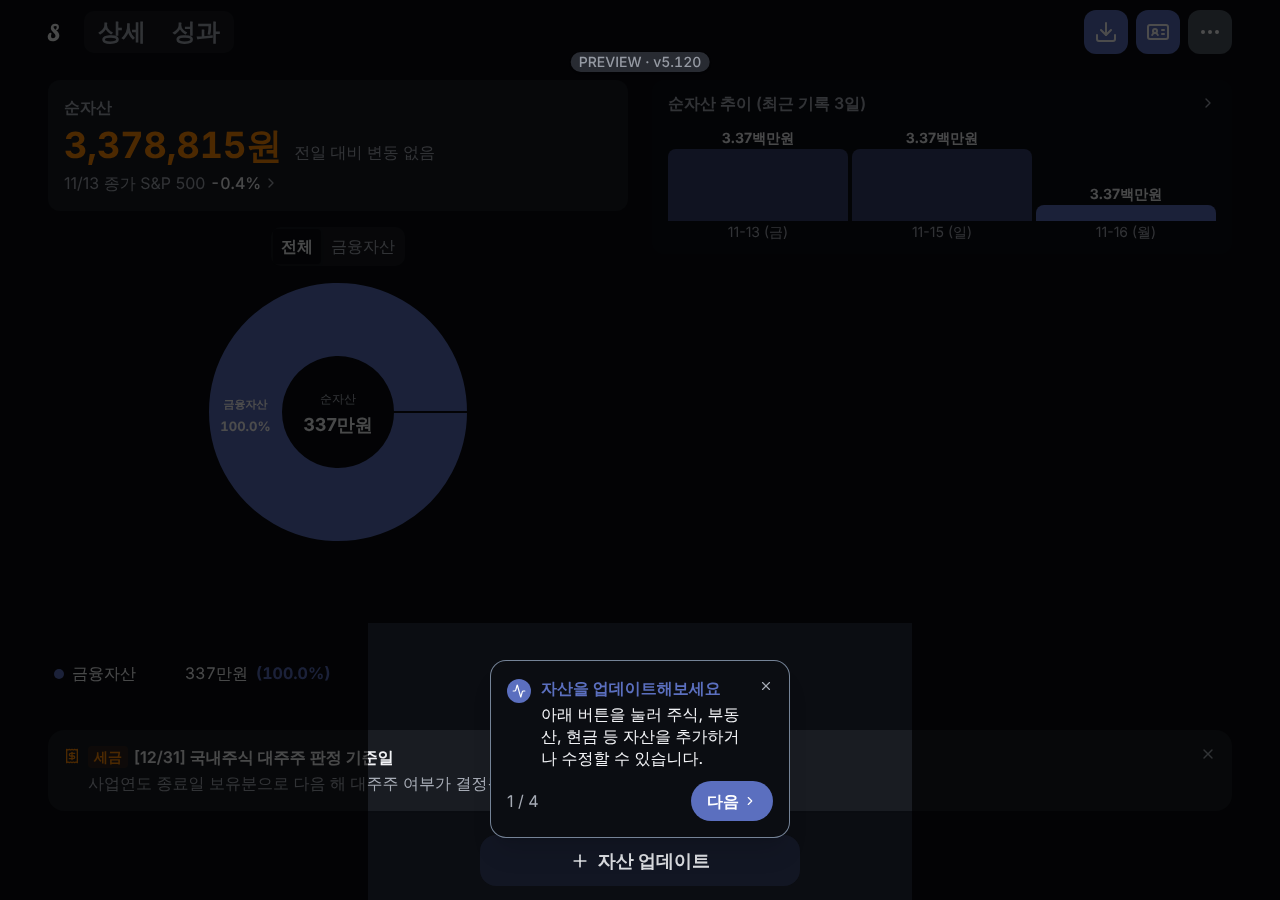 S 상세 성과
PREVIEW · v5.120
순자산
3,378,815원 전일 대비 변동 없음
11/13 종가 S&P 500 -0.4%
순자산 추이 (최근 기록 3일)
3.37백만원 3.37백만원 3.37백만원
11-13 (금) 11-15 (일) 11-16 (월)
전체 금융자산
금융자산
100.0%
순자산
337만원
금융자산 337만원 (100.0%)
세금 [12/31] 국내주식 대주주 판정 기준일
사업연도 종료일 보유분으로 다음 해 대주주 여부가 결정
자산을 업데이트해보세요
아래 버튼을 눌러 주식, 부동
산, 현금 등 자산을 추가하거
나 수정할 수 있습니다.
1 / 4 다음
자산 업데이트